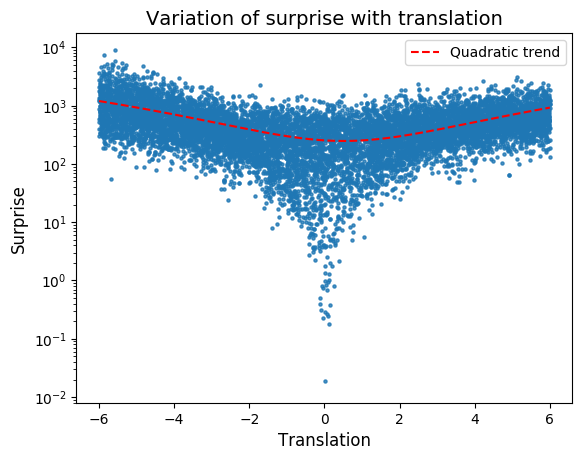 Variation of surprise with translation
Quadratic trend
Surprise
10^4
10^3
10^2
10^1
10^0
10^-1
10^-2
−6 −4 −2 0 2 4 6
Translation